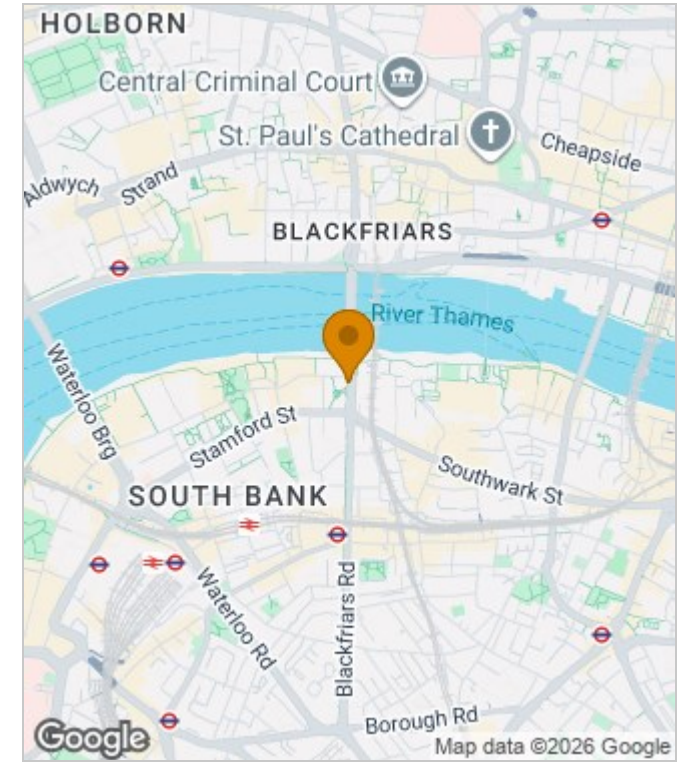 HOLBORN
Central Criminal Court
St. Paul's Cathedral
Cheapside
Aldwych
Strand
BLACKFRIARS
River Thames
Waterloo Brg
Stamford St
Southwark St
SOUTH BANK
Waterloo Rd
Blackfriars Rd
Borough Rd
Google
Map data ©2026 Google